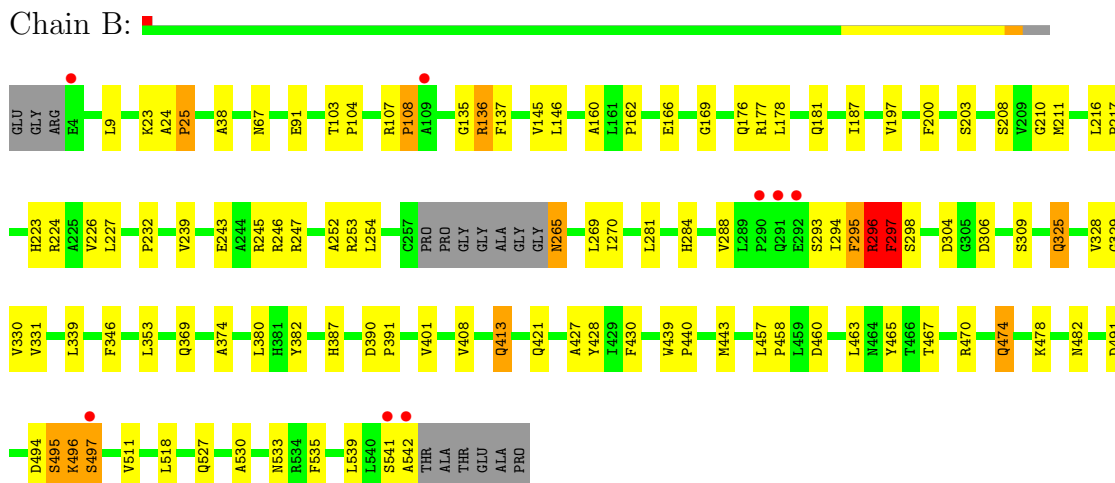 Chain B:
GLU GLY ARG E4 L9 K23 A24 P25 A38 N67 E91 T103 P104 R107 P108 A109 G135 R136 F137 V145 L146 A160 L161 P162 E166 G169 Q176 R177 L178 Q181 I187 V197 F200 S203 S208 V209 G210 M211 L216
H223 R224 A225 V226 L227 P232 V239 E243 A244 R245 R246 R247 A252 R253 L254 C257 PRO PRO GLY GLY ALA GLY GLY N265 L269 I270 L281 H284 V288 L289 P290 Q291 E292 S293 I294 F295 R296 F297 S298 D304 G305 D306 S309 Q325 V328
V330 V331 L339 F346 L353 Q369 A374 L380 H381 Y382 H387 D390 P391 V401 V408 Q413 Q421 A427 Y428 I429 F430 W439 P440 M443 L457 P458 L459 D460 L463 N464 Y465 T466 T467 R470 Q474 K478 N482
D494 S495 K496 S497 V511 L518 Q527 A530 N533 R534 F535 L539 L540 S541 A542 THR ALA THR GLU ALA PRO